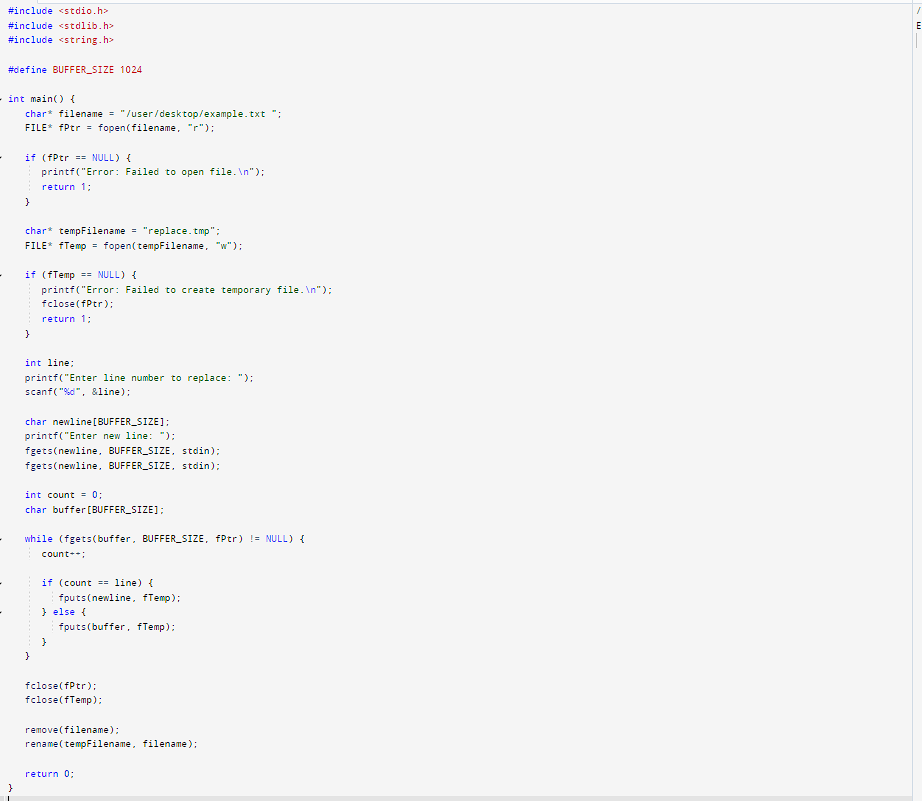 #include <stdio.h>
#include <stdlib.h>
#include <string.h>
#define BUFFER_SIZE 1024
int main() {
char* filename = "/user/desktop/example.txt ";
FILE* fPtr = fopen(filename, "r");
if (fPtr == NULL) {
printf("Error: Failed to open file.\n");
return 1;
}
char* tempFilename = "replace.tmp";
FILE* fTemp = fopen(tempFilename, "w");
if (fTemp == NULL) {
printf("Error: Failed to create temporary file.\n");
fclose(fPtr);
return 1;
}
int line;
printf("Enter line number to replace: ");
scanf("%d", &line);
char newline[BUFFER_SIZE];
printf("Enter new line: ");
fgets(newline, BUFFER_SIZE, stdin);
fgets(newline, BUFFER_SIZE, stdin);
int count = 0;
char buffer[BUFFER_SIZE];
while (fgets(buffer, BUFFER_SIZE, fPtr) != NULL) {
count++;
if (count == line) {
fputs(newline, fTemp);
} else {
fputs(buffer, fTemp);
}
}
fclose(fPtr);
fclose(fTemp);
remove(filename);
rename(tempFilename, filename);
return 0;
}
/
E